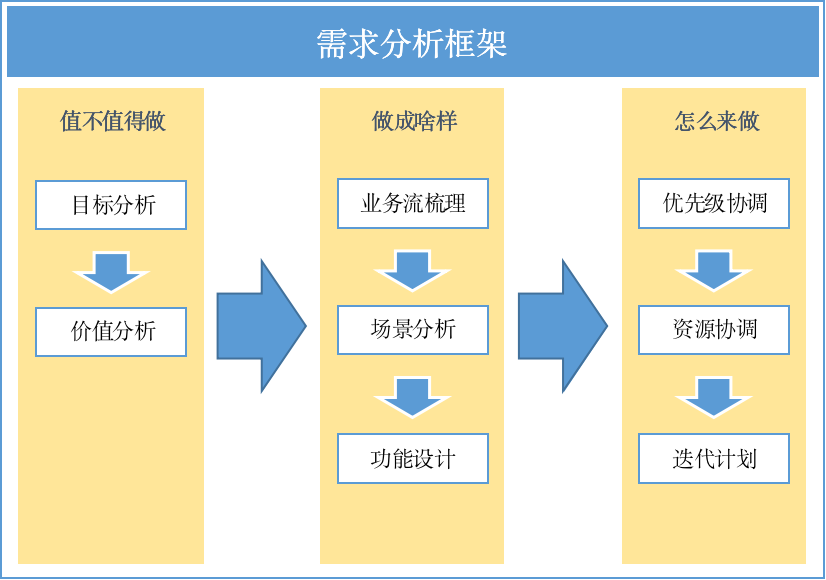 需求分析框架
值不值得做
目标分析
价值分析
做成啥样
业务流梳理
场景分析
功能设计
怎么来做
优先级协调
资源协调
迭代计划